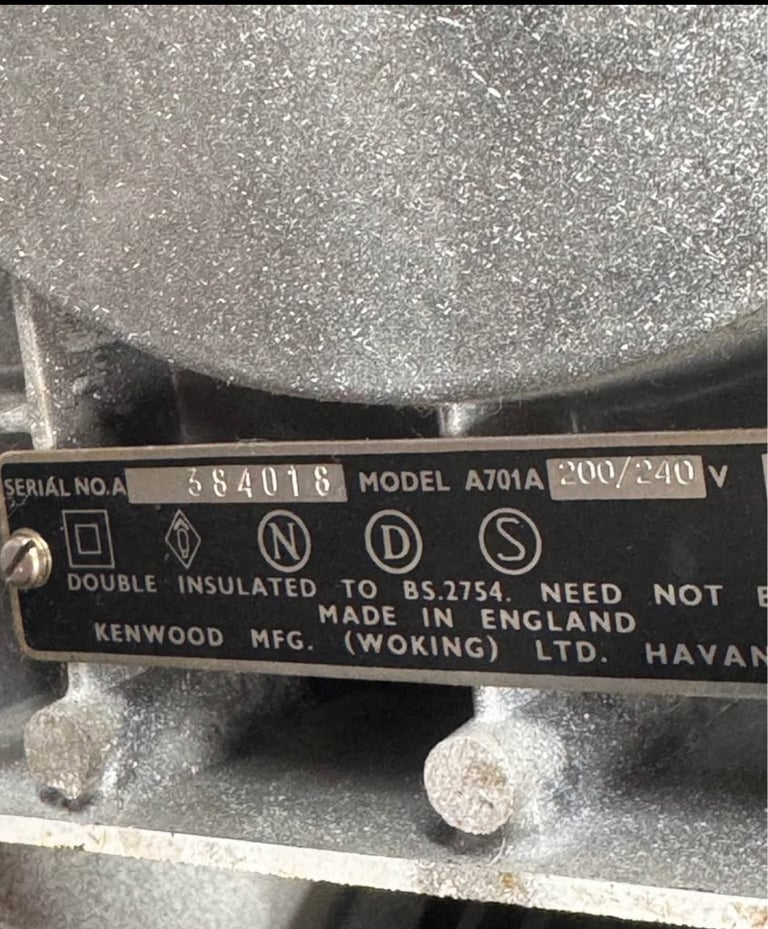 SERIAL NO.A 384018 MODEL A701A 200/240 V
N D S
DOUBLE INSULATED TO BS.2754. NEED NOT
MADE IN ENGLAND
KENWOOD MFG. (WOKING) LTD. HAVAN